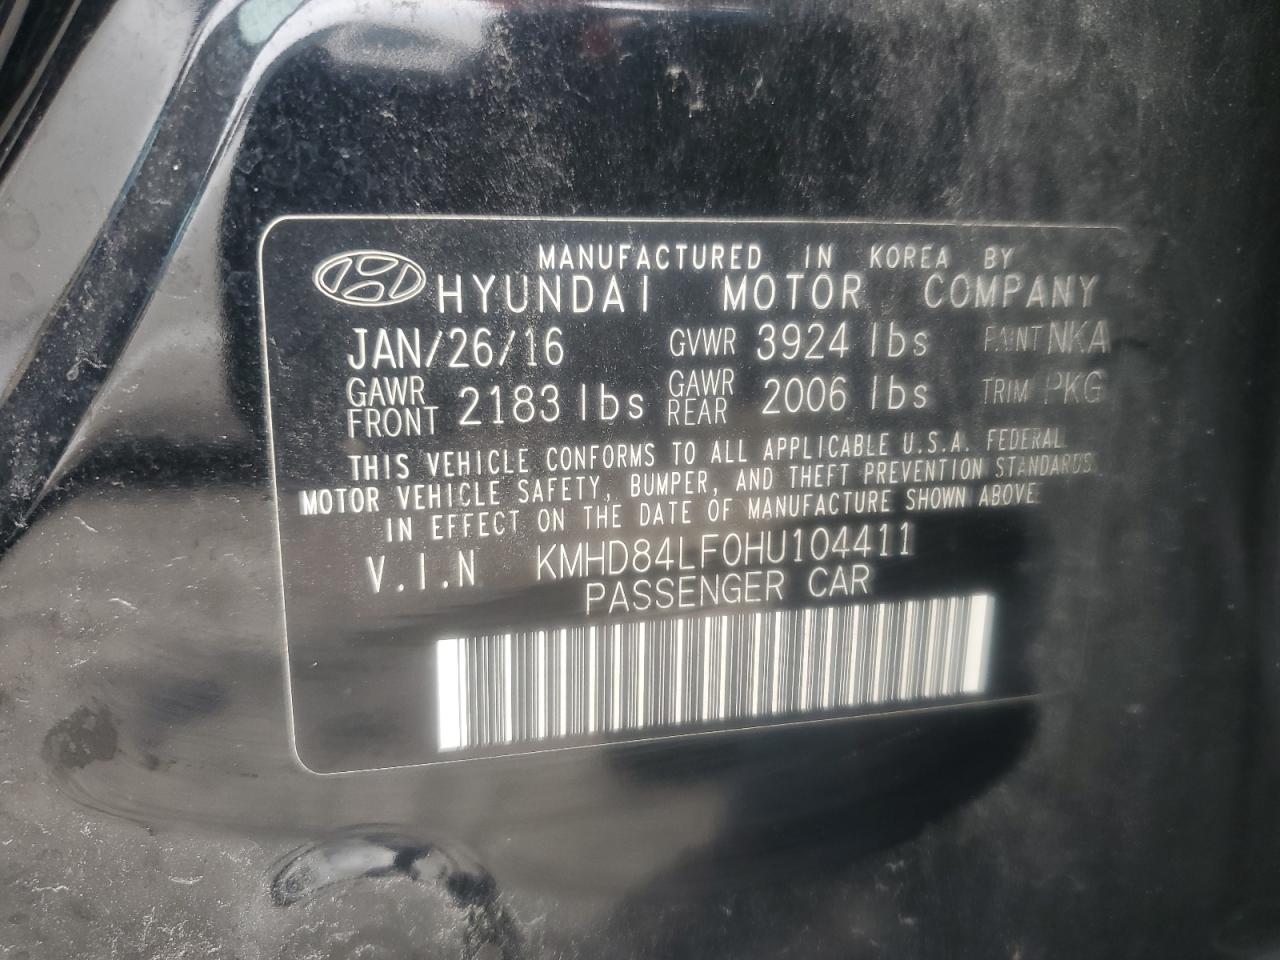 MANUFACTURED IN KOREA BY
HYUNDAI MOTOR COMPANY
JAN/26/16 GVWR 3924 lbs PAINT NKA
GAWR FRONT 2183 lbs GAWR REAR 2006 lbs TRIM PKG
THIS VEHICLE CONFORMS TO ALL APPLICABLE U.S.A. FEDERAL
MOTOR VEHICLE SAFETY, BUMPER, AND THEFT PREVENTION STANDARDS
IN EFFECT ON THE DATE OF MANUFACTURE SHOWN ABOVE
V.I.N KMHD84LF0HU104411
PASSENGER CAR